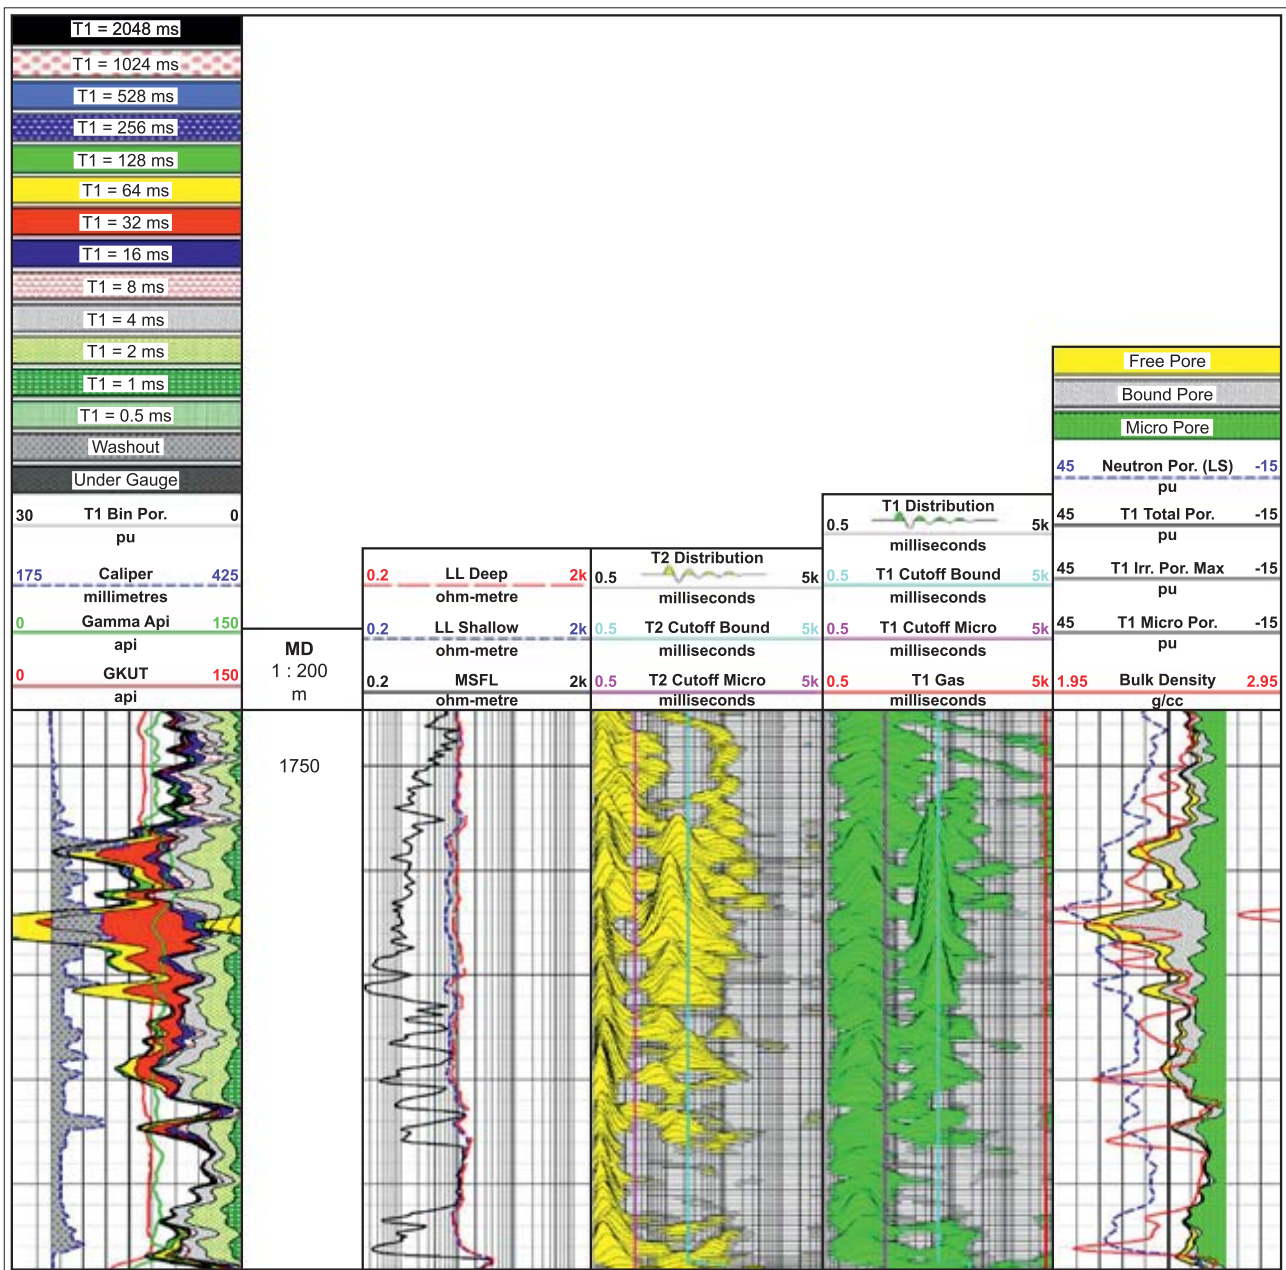 T1 = 2048 ms
T1 = 1024 ms
T1 = 528 ms
T1 = 256 ms
T1 = 128 ms
T1 = 64 ms
T1 = 32 ms
T1 = 16 ms
T1 = 8 ms
T1 = 4 ms
T1 = 2 ms
T1 = 1 ms
T1 = 0.5 ms
Washout
Under Gauge
30 T1 Bin Por. 0
pu
175 Caliper 425
millimetres
0 Gamma Api 150
api
0 GKUT 150
api
MD
1 : 200
m
1750
0.2 LL Deep 2k
ohm-metre
0.2 LL Shallow 2k
ohm-metre
0.2 MSFL 2k
ohm-metre
T2 Distribution
0.5 5k
milliseconds
0.5 T2 Cutoff Bound 5k
milliseconds
0.5 T2 Cutoff Micro 5k
milliseconds
T1 Distribution
0.5 5k
milliseconds
0.5 T1 Cutoff Bound 5k
milliseconds
0.5 T1 Cutoff Micro 5k
milliseconds
0.5 T1 Gas 5k
milliseconds
Free Pore
Bound Pore
Micro Pore
45 Neutron Por. (LS) -15
pu
45 T1 Total Por. -15
pu
45 T1 Irr. Por. Max -15
pu
45 T1 Micro Por. -15
pu
1.95 Bulk Density 2.95
g/cc